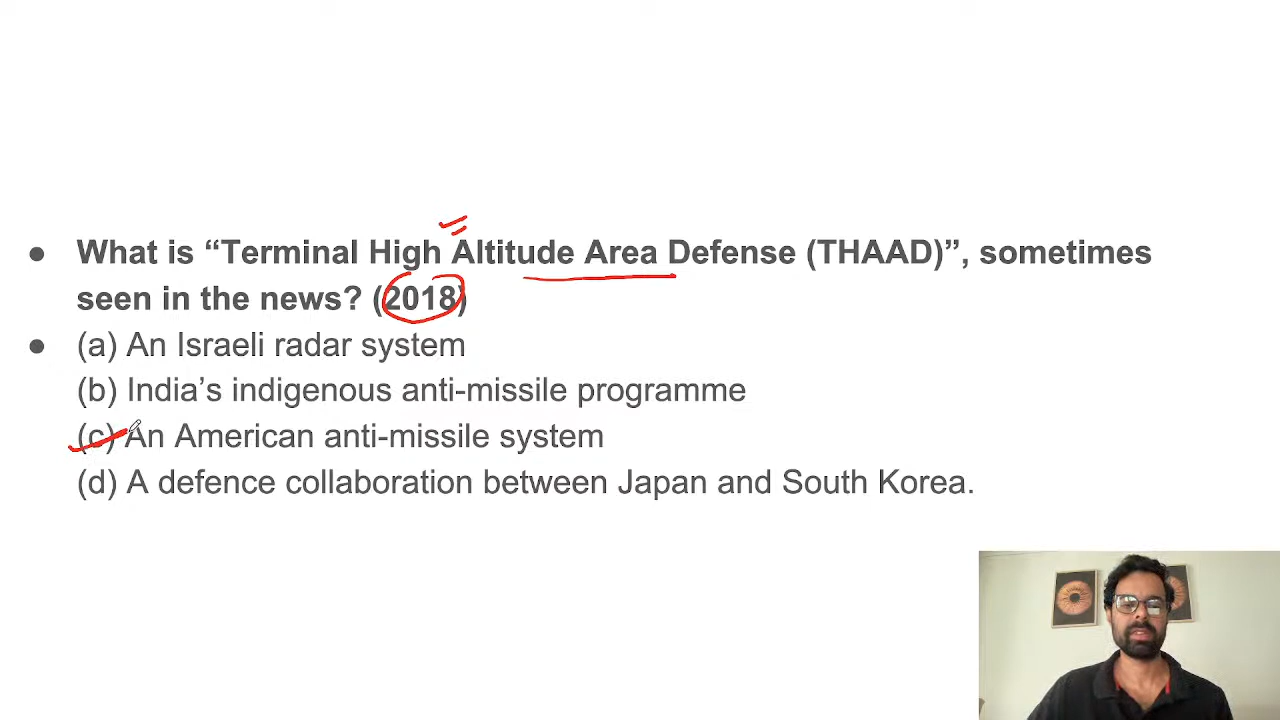 ● What is “Terminal High Altitude Area Defense (THAAD)”, sometimes
seen in the news? (2018)
● (a) An Israeli radar system
(b) India’s indigenous anti-missile programme
(c) An American anti-missile system
(d) A defence collaboration between Japan and South Korea.